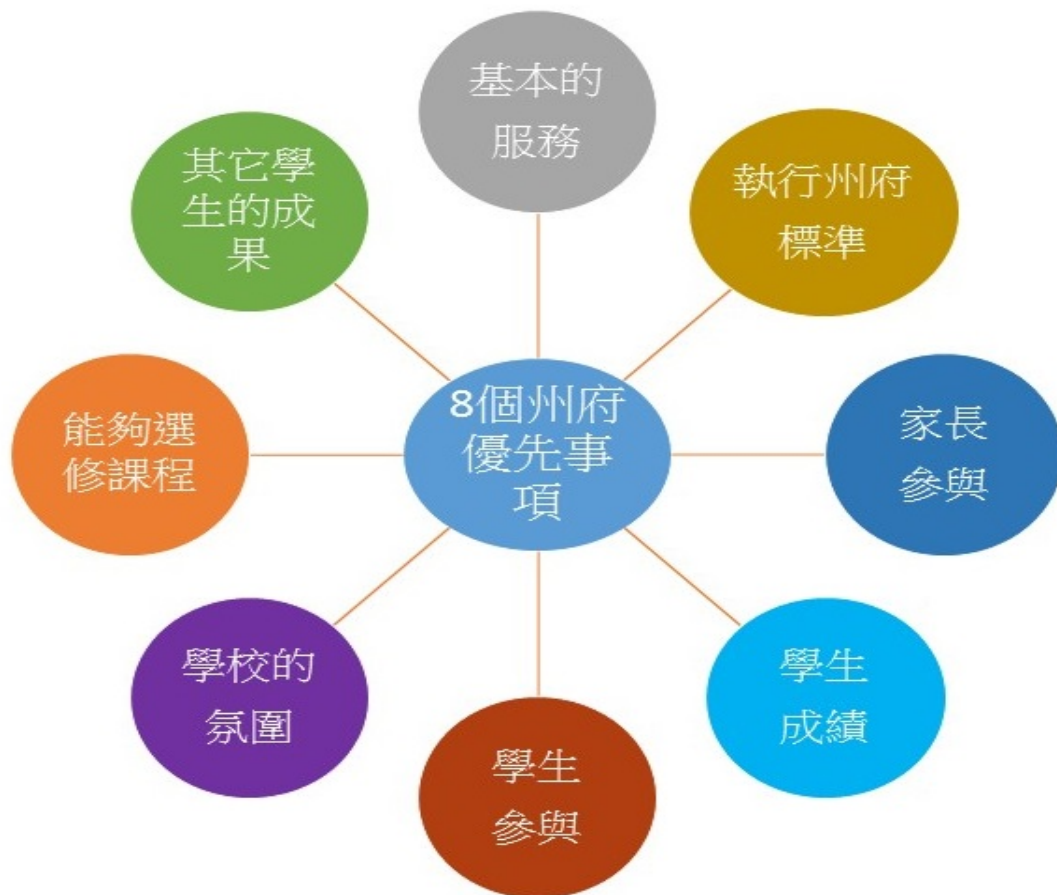 8個州府
優先事
項
基本的
服務
執行州府
標準
家長
參與
學生
成績
學生
參與
學校的
氛圍
能夠選
修課程
其它學
生的成
果